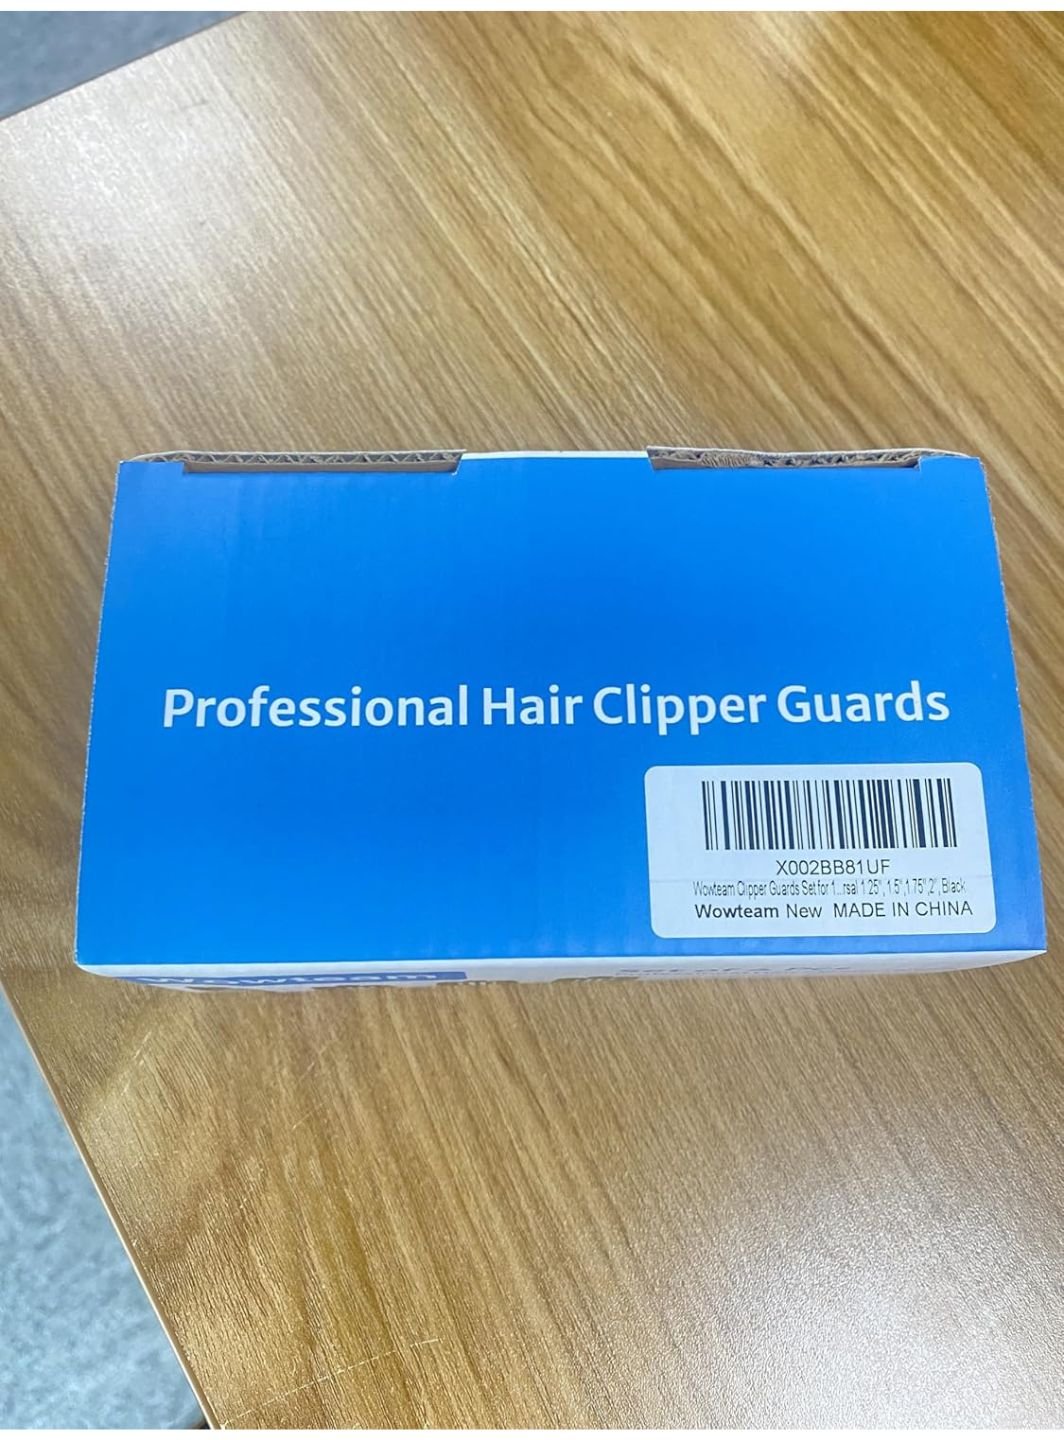 Professional Hair Clipper Guards
X002BB81UF
Wowteam Clipper Guards Set for 1...rsal 1.25", 1.5",1.75",2", Black
Wowteam New MADE IN CHINA
Wowteam